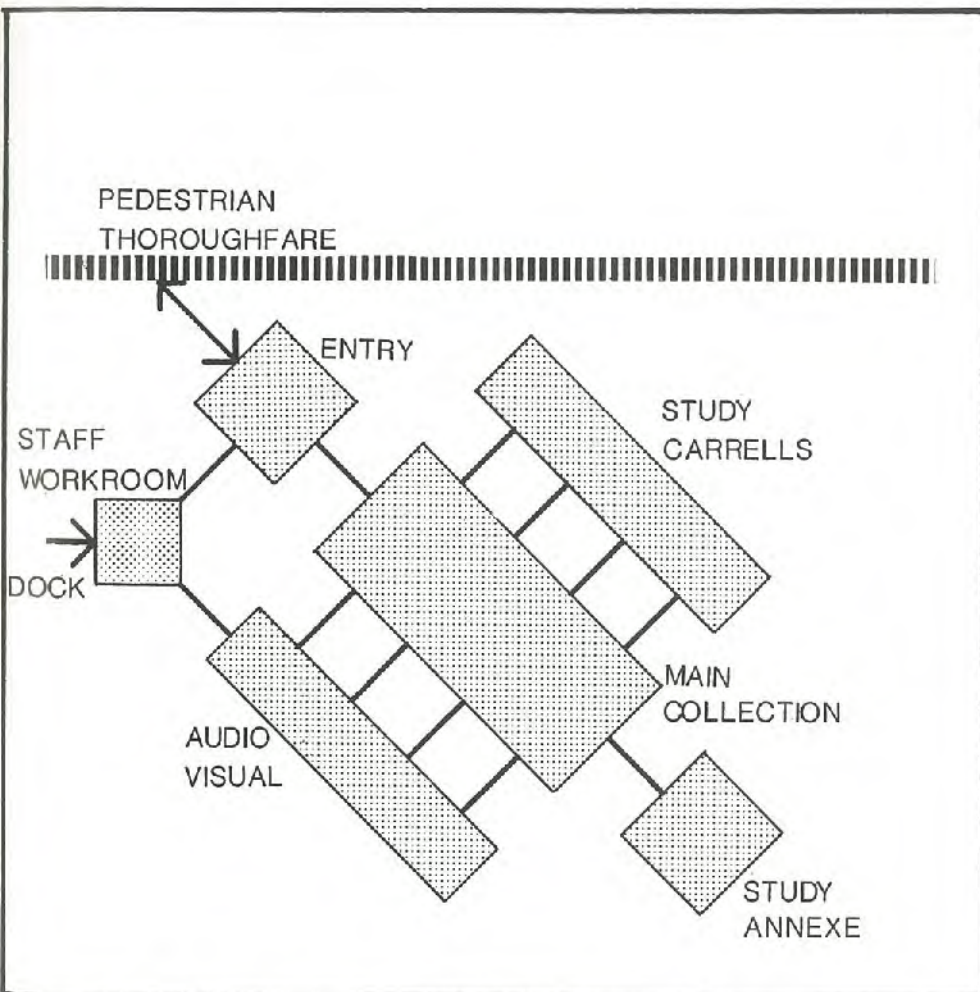 PEDESTRIAN
THOROUGHFARE
ENTRY
STUDY
CARRELLS
STAFF
WORKROOM
DOCK
MAIN
COLLECTION
AUDIO
VISUAL
STUDY
ANNEXE